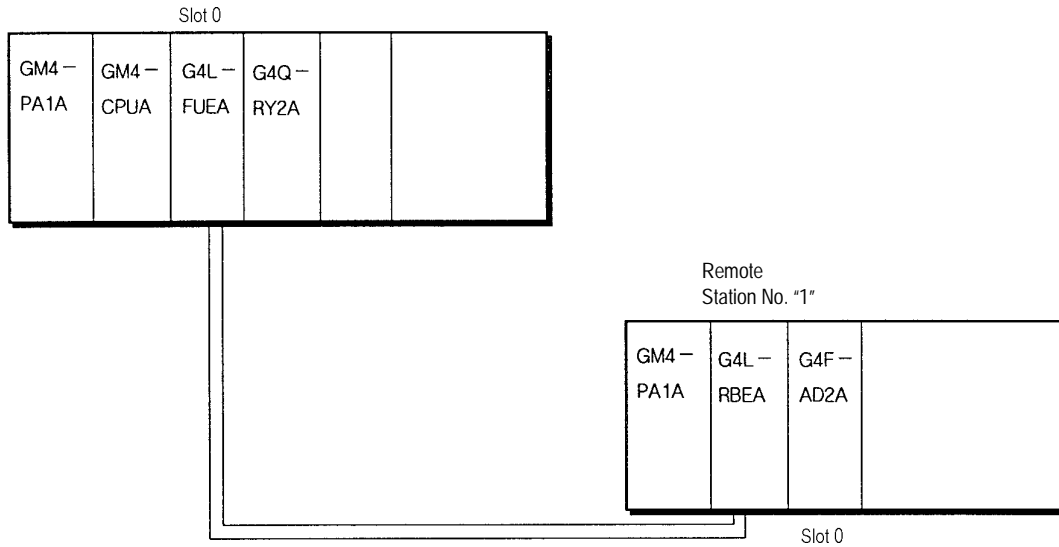 Slot 0
GM4－
PA1A
GM4－
CPUA
G4L－
FUEA
G4Q－
RY2A
Remote
Station No. "1"
GM4－
PA1A
G4L－
RBEA
G4F－
AD2A
Slot 0